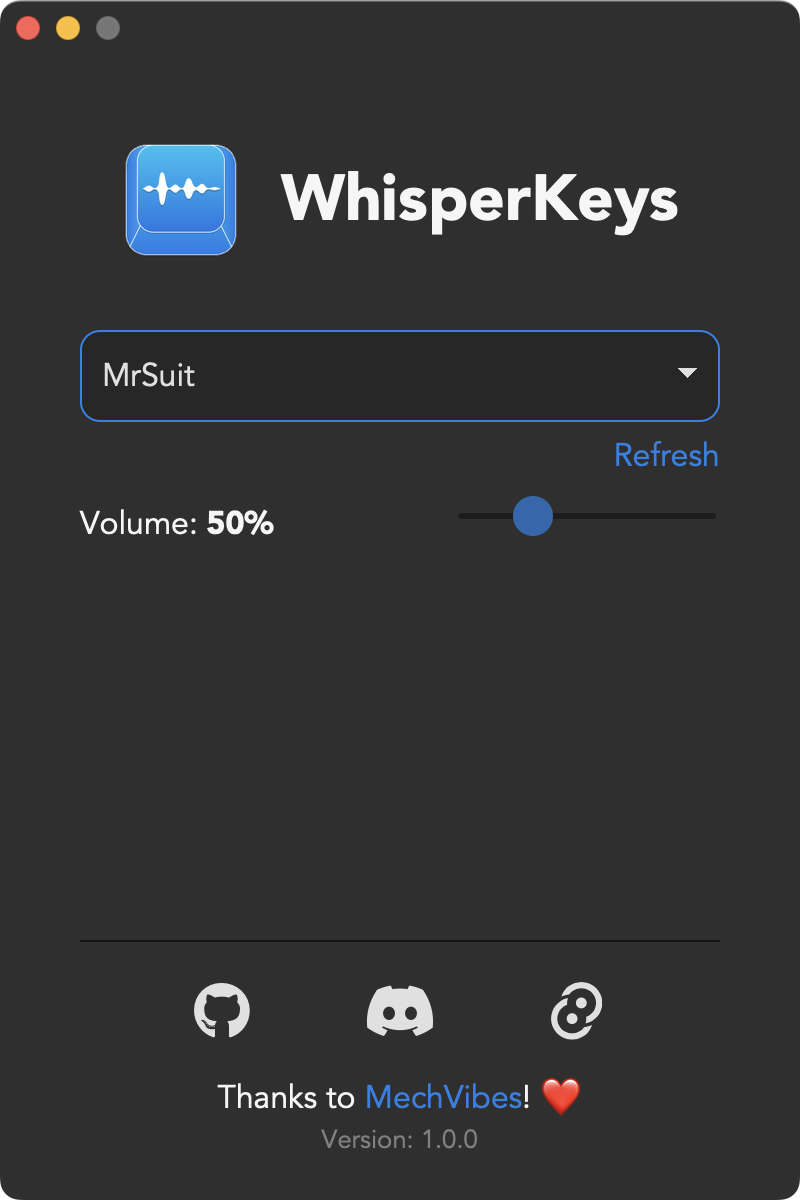 WhisperKeys
MrSuit
Refresh
Volume: 50%
Thanks to MechVibes! ❤️
Version: 1.0.0